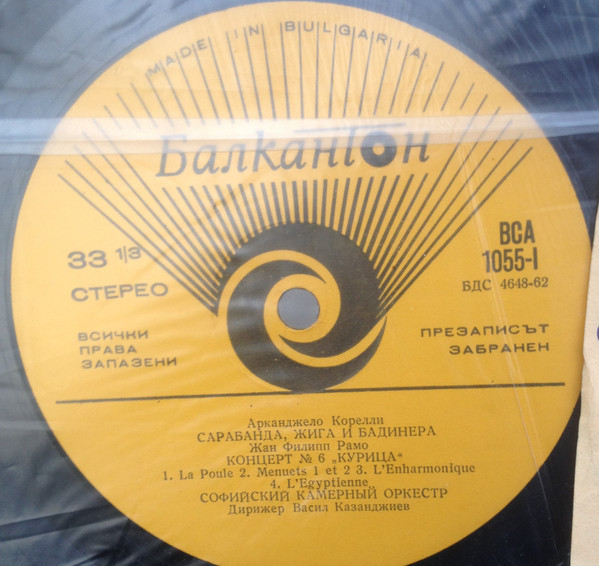 MADE IN BULGARIA
Балкантон
33 1/3
СТЕРЕО
ВСИЧКИ
ПРАВА
ЗАПАЗЕНИ
ВСА
1055-I
БДС 4648-62
ПРЕЗАПИСЪТ
ЗАБРАНЕН
Арканджело Корелли
САРАБАНДА, ЖИГА И БАДИНЕРА
Жан Филипп Рамо
КОНЦЕРТ № 6 „КУРИЦА“
1. La Poule 2. Menuets 1 et 2 3. L'Enharmonique
4. L'Egyptienne
СОФИЙСКИЙ КАМЕРНЫЙ ОРКЕСТР
Дирижер Васил Казанджиев